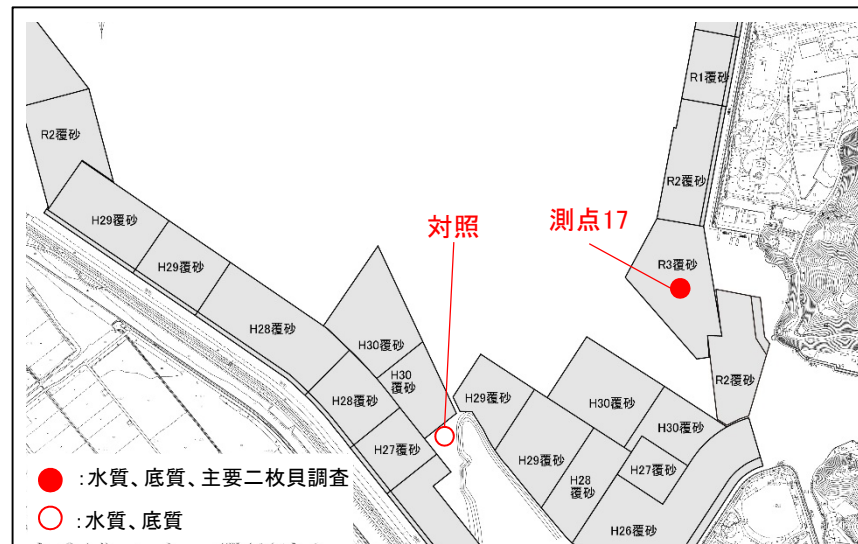 R1覆砂
R2覆砂
R2覆砂
H29覆砂
対照
測点17
H29覆砂
R3覆砂
H28覆砂
H30覆砂
H30
覆砂
R2覆砂
H28覆砂
H29覆砂
H30覆砂
H30覆砂
H27覆砂
H29覆砂
H28
覆砂
H27覆砂
H26覆砂
:水質、底質、主要二枚貝調査
:水質、底質